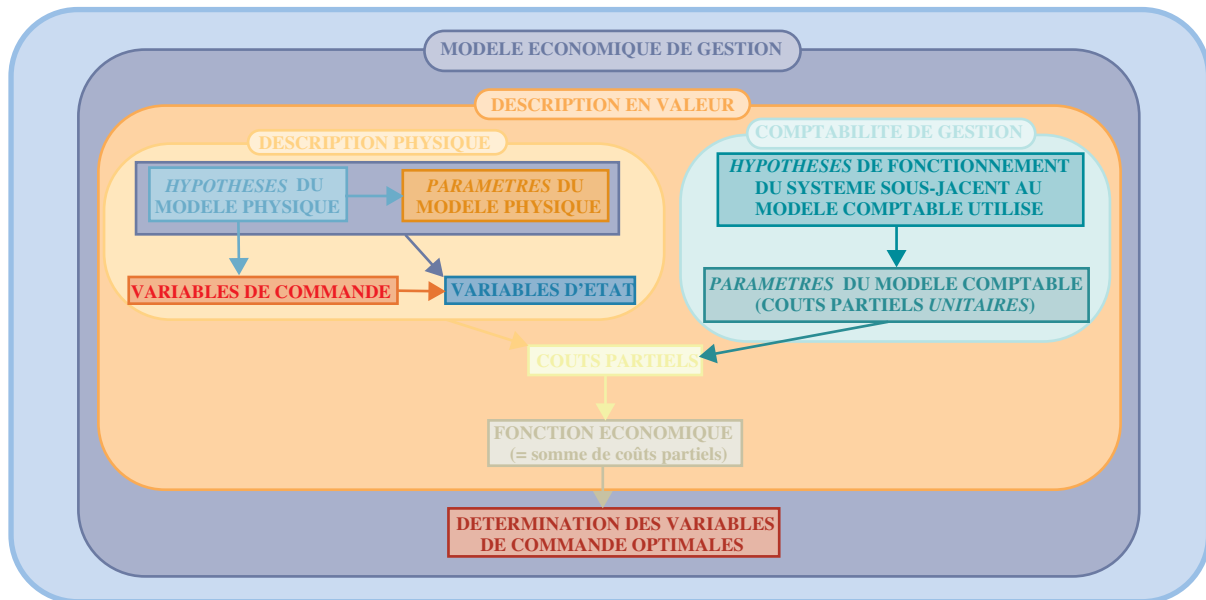 MODELE ECONOMIQUE DE GESTION
DESCRIPTION EN VALEUR
DESCRIPTION PHYSIQUE
HYPOTHESES DU
MODELE PHYSIQUE
PARAMETRES DU
MODELE PHYSIQUE
VARIABLES DE COMMANDE
VARIABLES D'ETAT
COMPTABILITE DE GESTION
HYPOTHESES DE FONCTIONNEMENT
DU SYSTEME SOUS-JACENT AU
MODELE COMPTABLE UTILISE
PARAMETRES DU MODELE COMPTABLE
(COUTS PARTIELS UNITAIRES)
COUTS PARTIELS
FONCTION ECONOMIQUE
(= somme de coûts partiels)
DETERMINATION DES VARIABLES
DE COMMANDE OPTIMALES